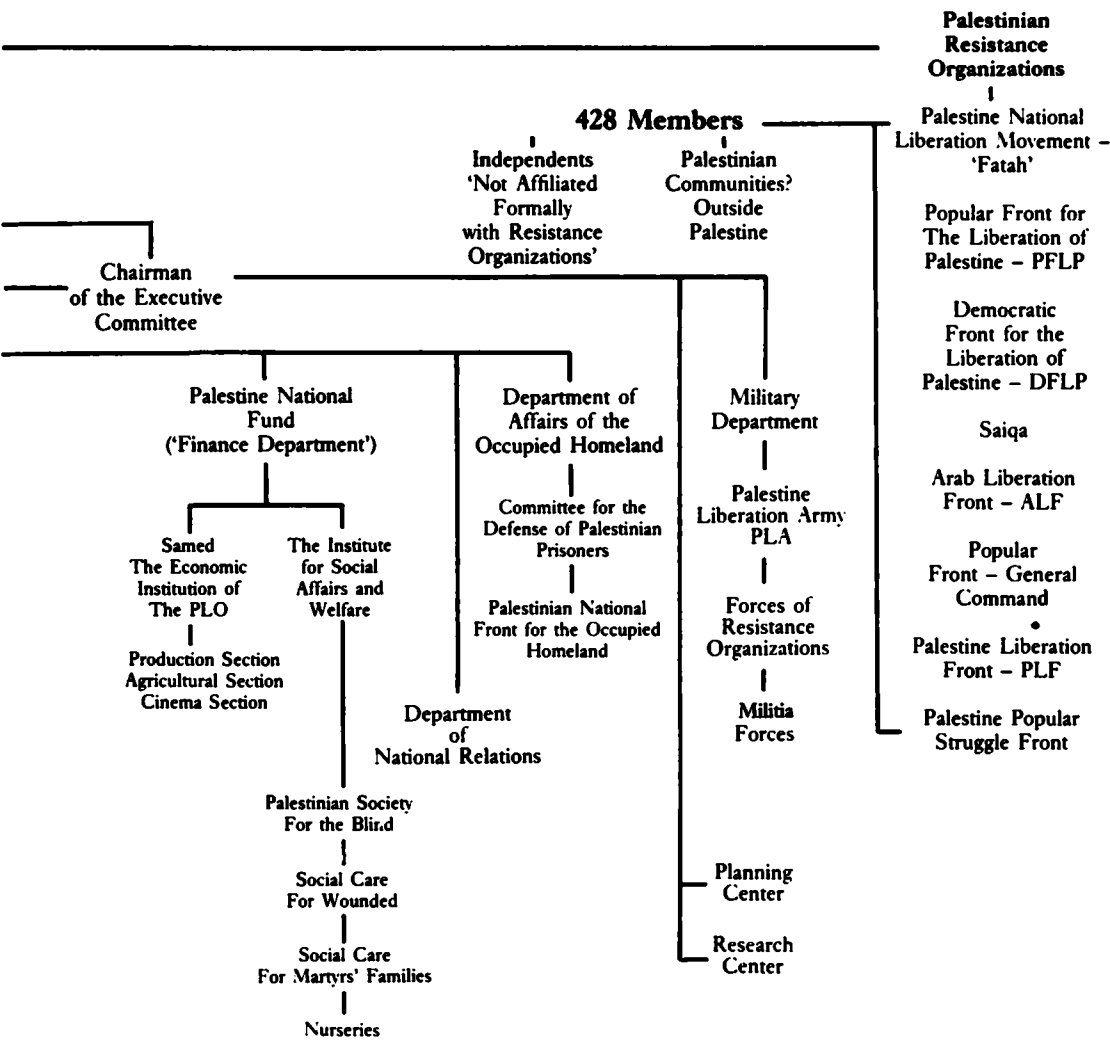 Palestinian
Resistance
Organizations
428 Members
Palestine National
Liberation Movement –
‘Fatah’
Independents
‘Not Affiliated
Formally
with Resistance
Organizations’
Palestinian
Communities?
Outside
Palestine
Popular Front for
The Liberation of
Palestine – PFLP
Democratic
Front for the
Liberation of
Palestine – DFLP
Saiqa
Arab Liberation
Front – ALF
Popular
Front – General
Command
Palestine Liberation
Front – PLF
Palestine Popular
Struggle Front
Chairman
of the Executive
Committee
Palestine National
Fund
(‘Finance Department’)
Samed
The Economic
Institution of
The PLO
Production Section
Agricultural Section
Cinema Section
The Institute
for Social
Affairs and
Welfare
Palestinian Society
For the Blind
Social Care
For Wounded
Social Care
For Martyrs’ Families
Nurseries
Department
of
National Relations
Department of
Affairs of the
Occupied Homeland
Committee for the
Defense of Palestinian
Prisoners
Palestinian National
Front for the Occupied
Homeland
Military
Department
Palestine
Liberation Army
PLA
Forces of
Resistance
Organizations
Militia
Forces
Planning
Center
Research
Center